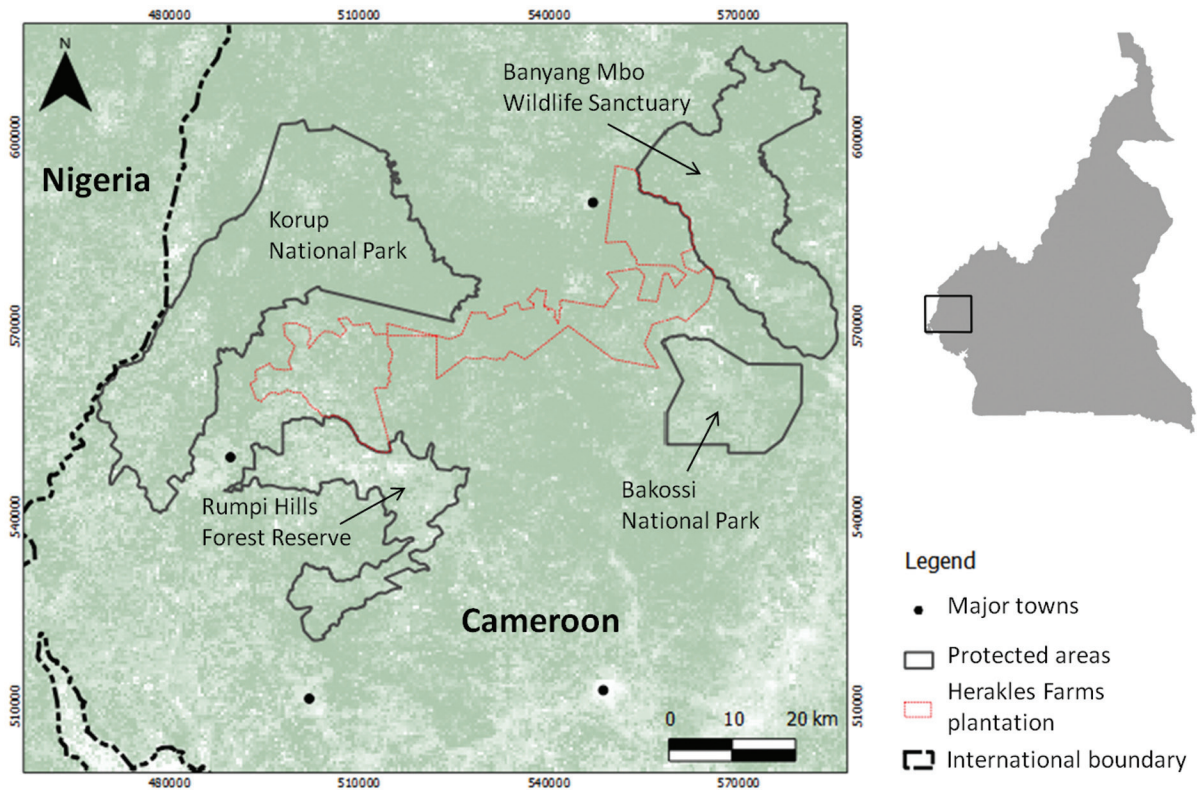 480000 510000 540000 570000
N
Banyang Mbo
Wildlife Sanctuary
600000
600000
Nigeria
Korup
National Park
570000
570000
Rumpi Hills
Forest Reserve
Bakossi
National Park
540000
540000
Cameroon
510000
510000
0 10 20 km
480000 510000 540000 570000
Legend
Major towns
Protected areas
Herakles Farms
plantation
International boundary